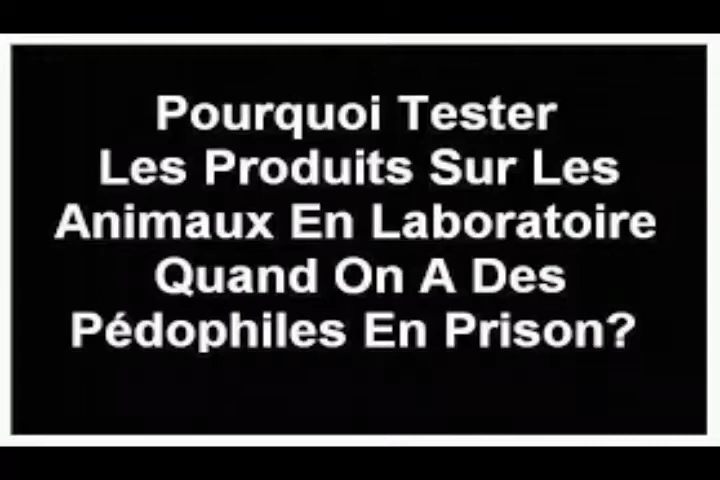 Pourquoi Tester
Les Produits Sur Les
Animaux En Laboratoire
Quand On A Des
Pédophiles En Prison?